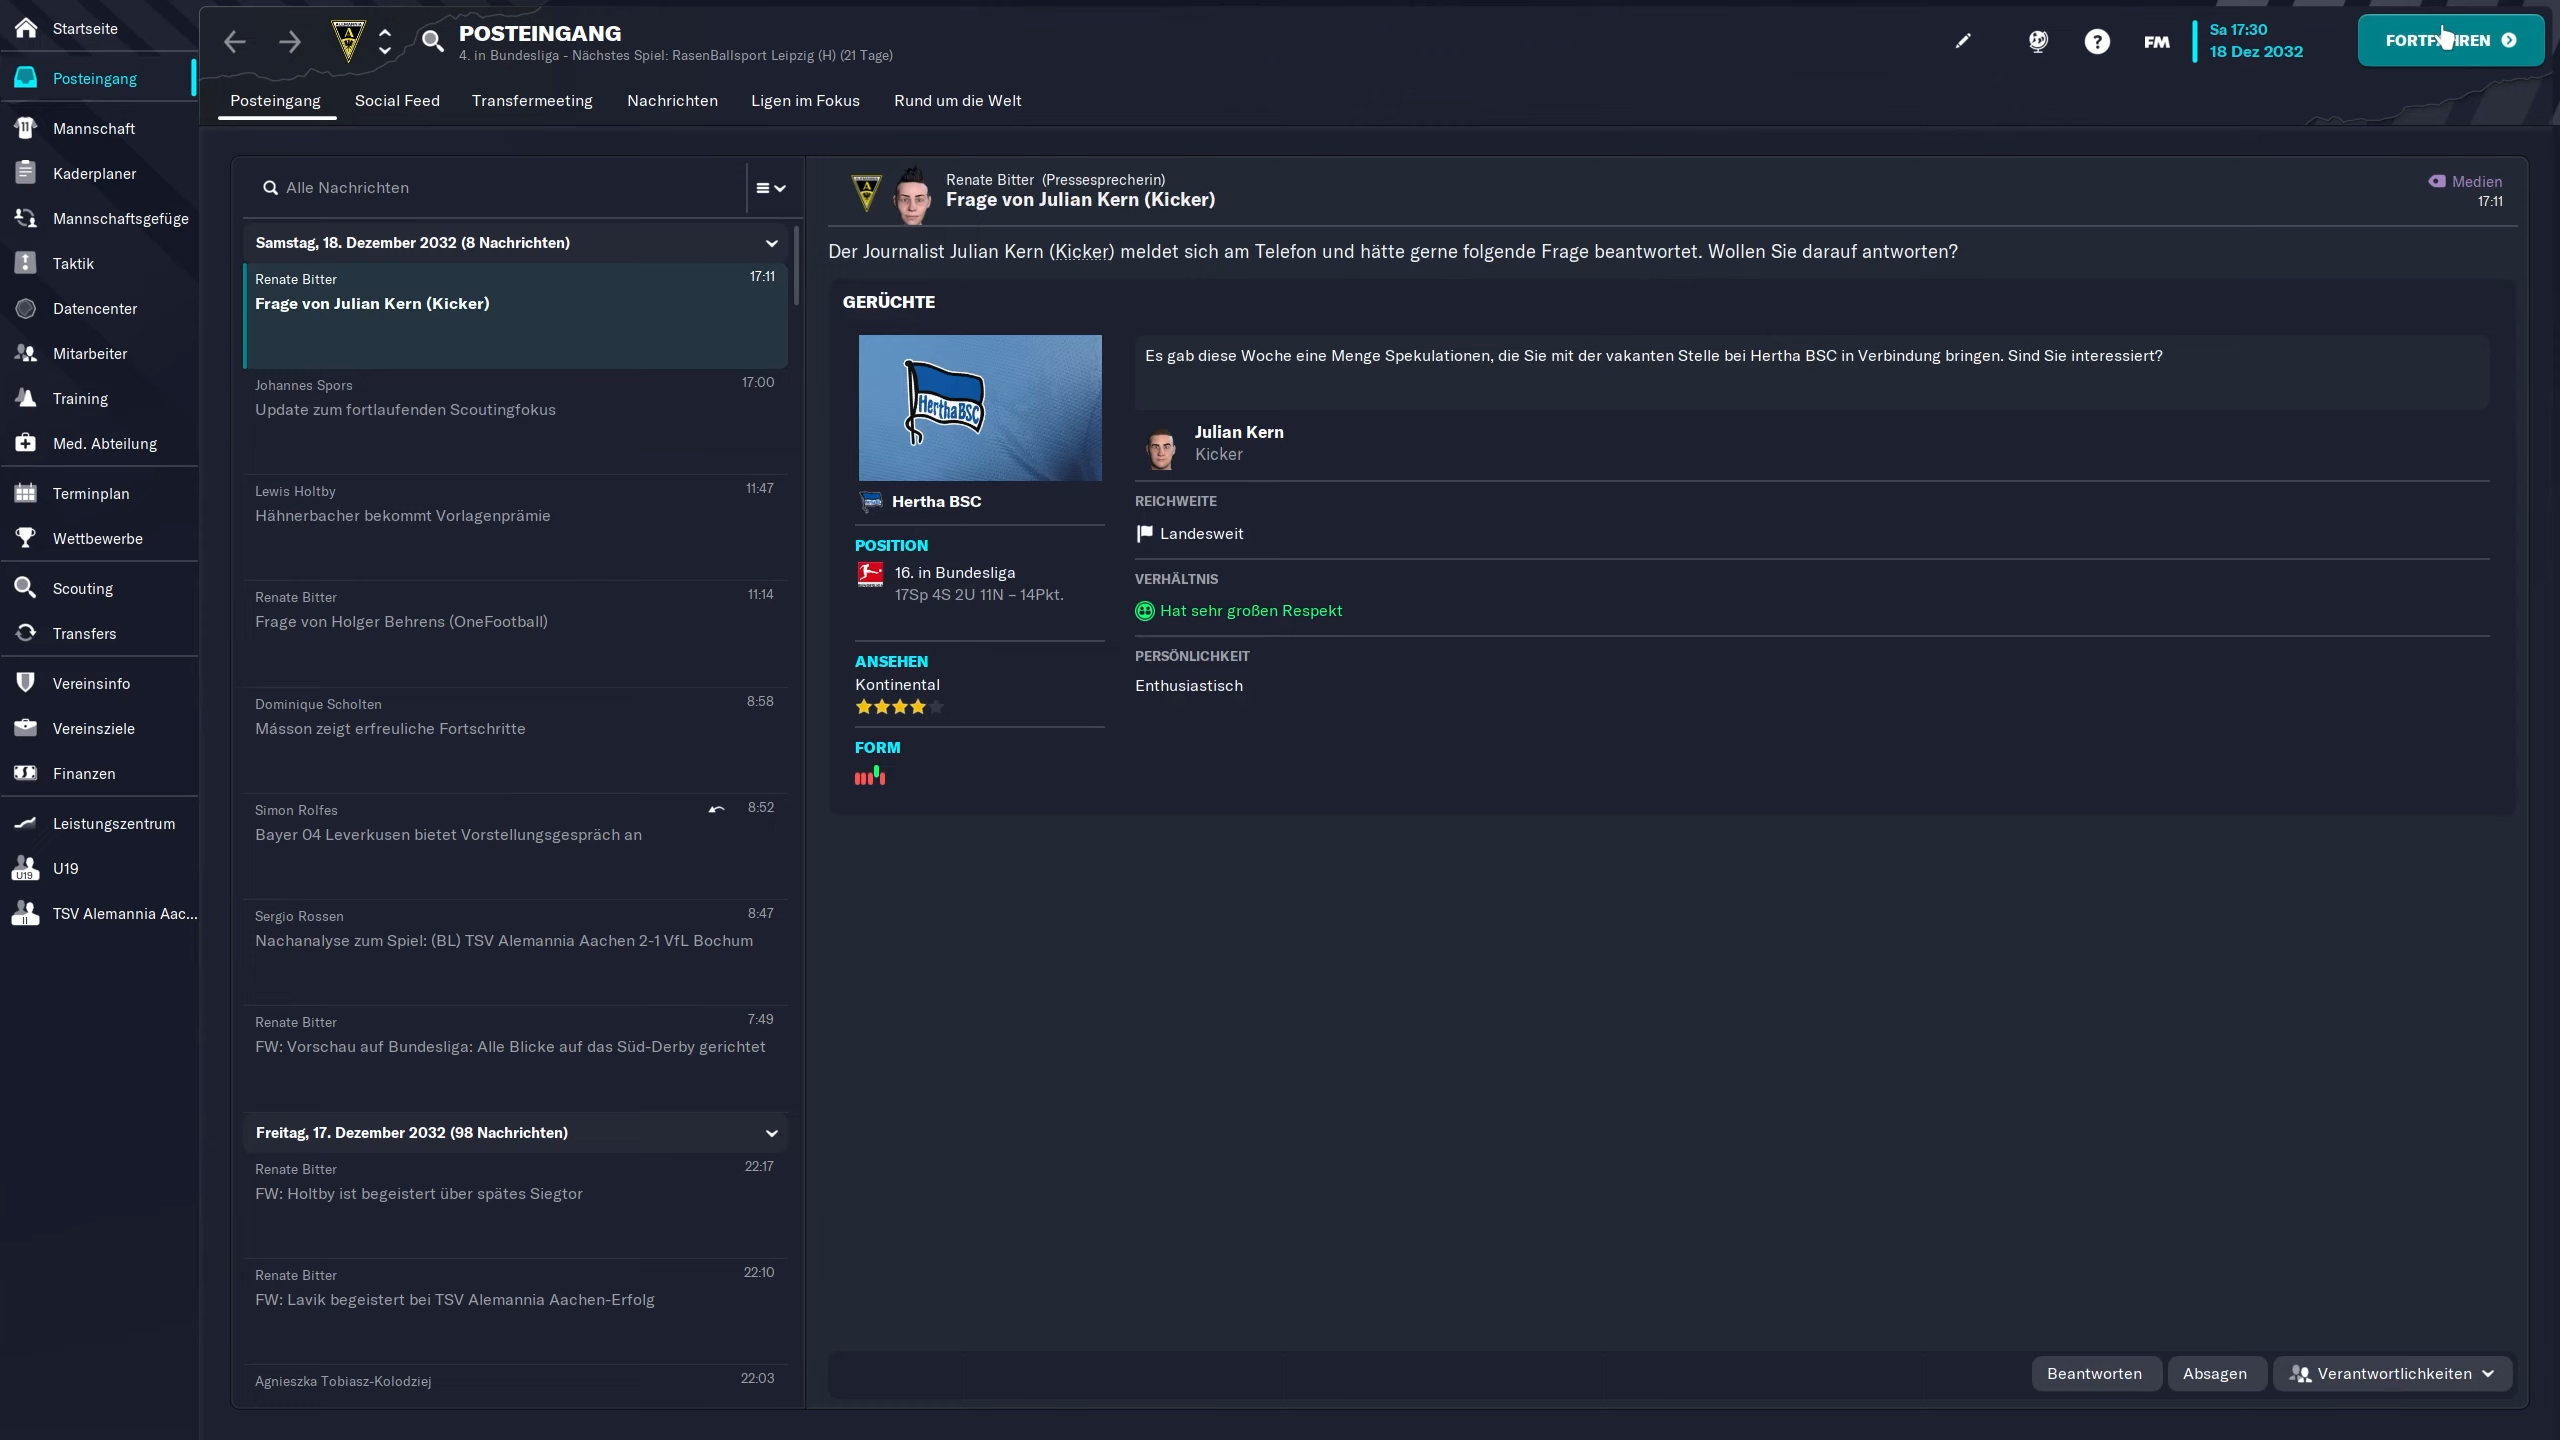 Startseite
Posteingang
Mannschaft
Kaderplaner
Mannschaftsgefüge
Taktik
Datencenter
Mitarbeiter
Training
Med. Abteilung
Terminplan
Wettbewerbe
Scouting
Transfers
Vereinsinfo
Vereinsziele
Finanzen
Leistungszentrum
U19
TSV Alemannia Aac...
POSTEINGANG
4. in Bundesliga - Nächstes Spiel: RasenBallsport Leipzig (H) (21 Tage)
FM
Sa 17:30
18 Dez 2032
Posteingang Social Feed Transfermeeting Nachrichten Ligen im Fokus Rund um die Welt
Alle Nachrichten
Samstag, 18. Dezember 2032 (8 Nachrichten)
Renate Bitter 17:11
Frage von Julian Kern (Kicker)
Johannes Spors 17:00
Update zum fortlaufenden Scoutingfokus
Lewis Holtby 11:47
Hähnerbacher bekommt Vorlagenprämie
Renate Bitter 11:14
Frage von Holger Behrens (OneFootball)
Dominique Scholten 8:58
Másson zeigt erfreuliche Fortschritte
Simon Rolfes 8:52
Bayer 04 Leverkusen bietet Vorstellungsgespräch an
Sergio Rossen 8:47
Nachanalyse zum Spiel: (BL) TSV Alemannia Aachen 2-1 VfL Bochum
Renate Bitter 7:49
FW: Vorschau auf Bundesliga: Alle Blicke auf das Süd-Derby gerichtet
Freitag, 17. Dezember 2032 (98 Nachrichten)
Renate Bitter 22:17
FW: Holtby ist begeistert über spätes Siegtor
Renate Bitter 22:10
FW: Lavik begeistert bei TSV Alemannia Aachen-Erfolg
Agnieszka Tobiasz-Kolodziej 22:03
Renate Bitter (Pressesprecherin)
Frage von Julian Kern (Kicker)
Medien
17:11
Der Journalist Julian Kern (Kicker) meldet sich am Telefon und hätte gerne folgende Frage beantwortet. Wollen Sie darauf antworten?
GERÜCHTE
Hertha BSC
Hertha BSC
POSITION
16. in Bundesliga
17Sp 4S 2U 11N – 14Pkt.
ANSEHEN
Kontinental
FORM
Es gab diese Woche eine Menge Spekulationen, die Sie mit der vakanten Stelle bei Hertha BSC in Verbindung bringen. Sind Sie interessiert?
Julian Kern
Kicker
REICHWEITE
Landesweit
VERHÄLTNIS
Hat sehr großen Respekt
PERSÖNLICHKEIT
Enthusiastisch
Beantworten Absagen Verantwortlichkeiten